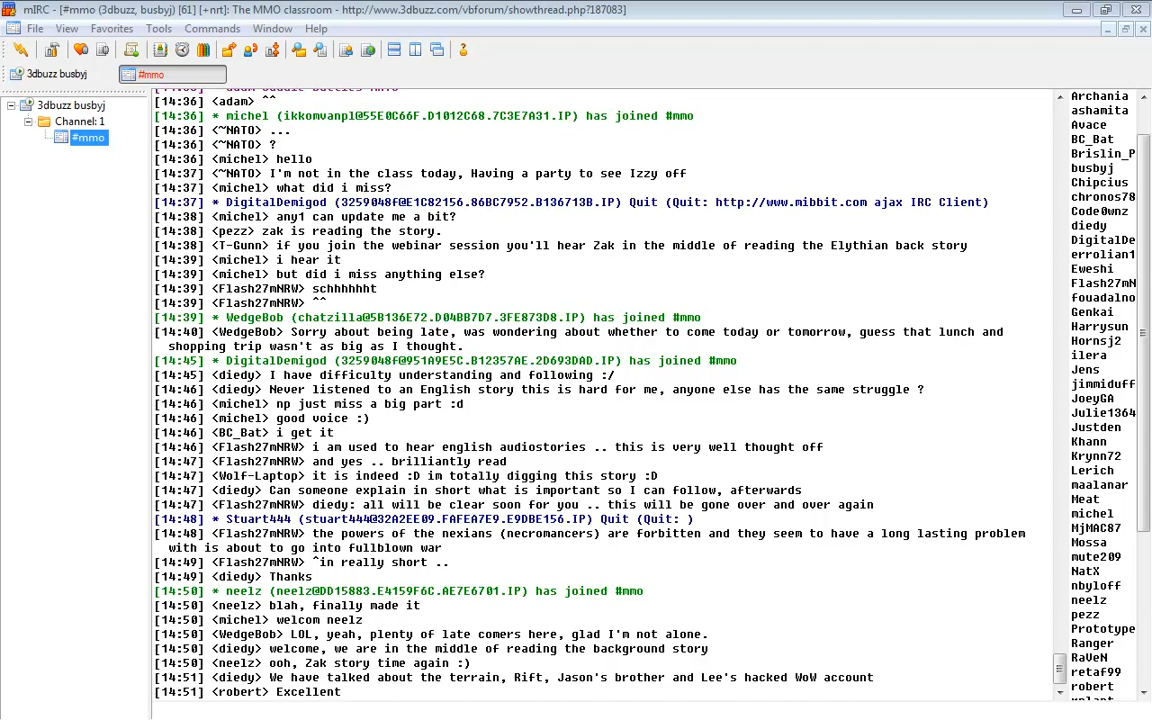 mIRC - [#mmo (3dbuzz, busbyj) [61] [+nrt]: The MMO classroom - http://www.3dbuzz.com/vbforum/showthread.php?187083]
File View Favorites Tools Commands Window Help
3dbuzz busbyj #mmo
3dbuzz busbyj
Channel: 1
#mmo
[14:36] <adam> ^^
[14:36] * michel (ikkomvanpl@55E0C66F.D1012C68.7C3E7A31.IP) has joined #mmo
[14:36] <~NATO> ...
[14:36] <~NATO> ?
[14:36] <michel> hello
[14:37] <~NATO> I'm not in the class today, Having a party to see Izzy off
[14:37] <michel> what did i miss?
[14:37] * DigitalDemigod (3259048f@E1C82156.86BC7952.B136713B.IP) Quit (Quit: http://www.mibbit.com ajax IRC Client)
[14:38] <michel> any1 can update me a bit?
[14:38] <pezz> zak is reading the story.
[14:38] <T-Gunn> if you join the webinar session you'll hear Zak in the middle of reading the Elythian back story
[14:39] <michel> i hear it
[14:39] <michel> but did i miss anything else?
[14:39] <Flash27mNRW> schhhhhht
[14:39] <Flash27mNRW> ^^
[14:39] * WedgeBob (chatzilla@5B136E72.D04BB7D7.3FE873D8.IP) has joined #mmo
[14:40] <WedgeBob> Sorry about being late, was wondering about whether to come today or tomorrow, guess that lunch and
shopping trip wasn't as big as I thought.
[14:45] * DigitalDemigod (3259048f@951A9E5C.B12357AE.2D693DAD.IP) has joined #mmo
[14:45] <diedy> I have difficulty understanding and following :/
[14:46] <diedy> Never listened to an English story this is hard for me, anyone else has the same struggle ?
[14:46] <michel> np just miss a big part :d
[14:46] <michel> good voice :)
[14:46] <BC_Bat> i get it
[14:46] <Flash27mNRW> i am used to hear english audiostories .. this is very well thought off
[14:47] <Flash27mNRW> and yes .. brilliantly read
[14:47] <Wolf-Laptop> it is indeed :D im totally digging this story :D
[14:47] <diedy> Can someone explain in short what is important so I can follow, afterwards
[14:47] <Flash27mNRW> diedy: all will be clear soon for you .. this will be gone over and over again
[14:48] * Stuart444 (stuart444@32A2EE09.FAFEA7E9.E9DBE156.IP) Quit (Quit: )
[14:48] <Flash27mNRW> the powers of the nexians (necromancers) are forbitten and they seem to have a long lasting problem
with is about to go into fullblown war
[14:49] <Flash27mNRW> ^in really short ..
[14:49] <diedy> Thanks
[14:50] * neelz (neelz@DD15883.E4159F6C.AE7E6701.IP) has joined #mmo
[14:50] <neelz> blah, finally made it
[14:50] <michel> welcom neelz
[14:50] <WedgeBob> LOL, yeah, plenty of late comers here, glad I'm not alone.
[14:50] <diedy> welcome, we are in the middle of reading the background story
[14:50] <neelz> ooh, Zak story time again :)
[14:51] <diedy> We have talked about the terrain, Rift, Jason's brother and Lee's hacked WoW account
[14:51] <robert> Excellent
Archania
ashamita
Avace
BC_Bat
Brislin_P
busbyj
Chipcius
chronos78
Code0wnz
diedy
DigitalDe
errolian1
Eweshi
Flash27mN
fouadalno
Genkai
Harrysun
Hornsj2
ilera
Jens
jimmiduff
JoeyGA
Julie1364
Justden
Khann
Krynn72
Lerich
maalanar
Meat
michel
MjMAC87
Mossa
mute209
NatX
nbyloff
neelz
pezz
Prototype
Ranger
RaVeN
retaf99
robert